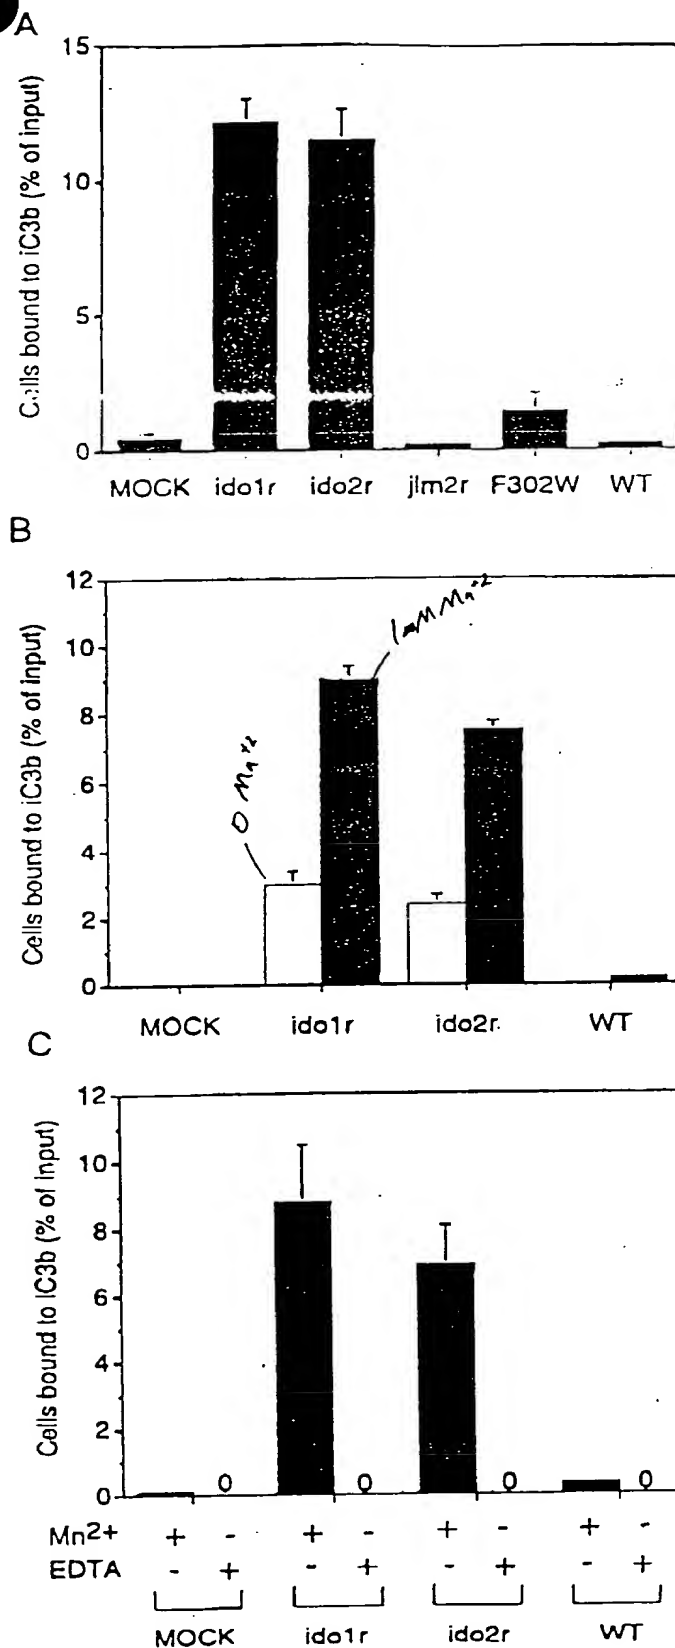 A
Cells bound to iC3b (% of input)
15
10
5
0
MOCK ido1r ido2r jlm2r F302W WT
B
Cells bound to iC3b (% of input)
12
10
8
6
4
2
0
0 Mn+2
1mM Mn+2
MOCK ido1r ido2r. WT
C
Cells bound to iC3b (% of input)
12
10
8
6
4
2
0
0 0 0 0
Mn2+ + - + - + - + -
EDTA - + - + - + - +
MOCK ido1r ido2r WT